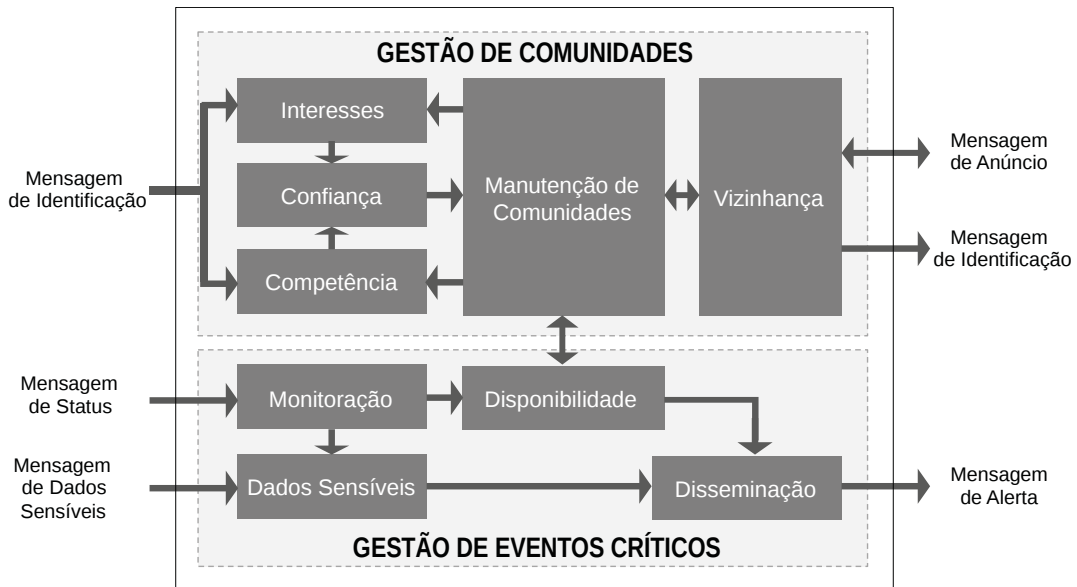 GESTÃO DE COMUNIDADES
Interesses
Confiança
Competência
Manutenção de
Comunidades
Vizinhança
Mensagem
de Identificação
Mensagem
de Anúncio
Mensagem
de Identificação
Mensagem
de Status
Monitoração
Disponibilidade
Mensagem
de Dados
Sensíveis
Dados Sensíveis
Disseminação
Mensagem
de Alerta
GESTÃO DE EVENTOS CRÍTICOS